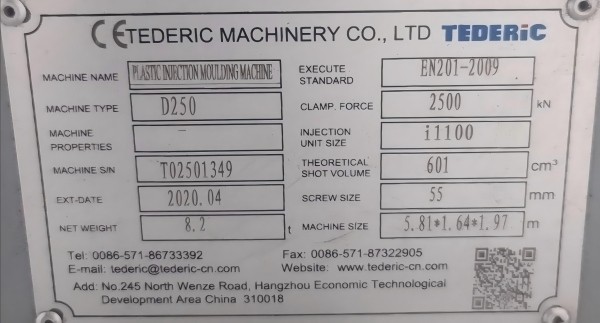 CE TEDERIC MACHINERY CO., LTD TEDERiC
MACHINE NAME PLASTIC INJECTION MOULDING MACHINE EXECUTE STANDARD EN201-2009
MACHINE TYPE D250 CLAMP. FORCE 2500 kN
MACHINE PROPERTIES — INJECTION UNIT SIZE i1100
MACHINE S/N T02501349 THEORETICAL SHOT VOLUME 601 cm³
EXT-DATE 2020.04 SCREW SIZE 55 mm
NET WEIGHT 8.2 t MACHINE SIZE 5.81*1.64*1.97 m
Tel: 0086-571-86733392 Fax: 0086-571-87322905
E-mail: tederic@tederic-cn.com Website: www.tederic-cn.com
Add: No.245 North Wenze Road, Hangzhou Economic Technological
Development Area China 310018